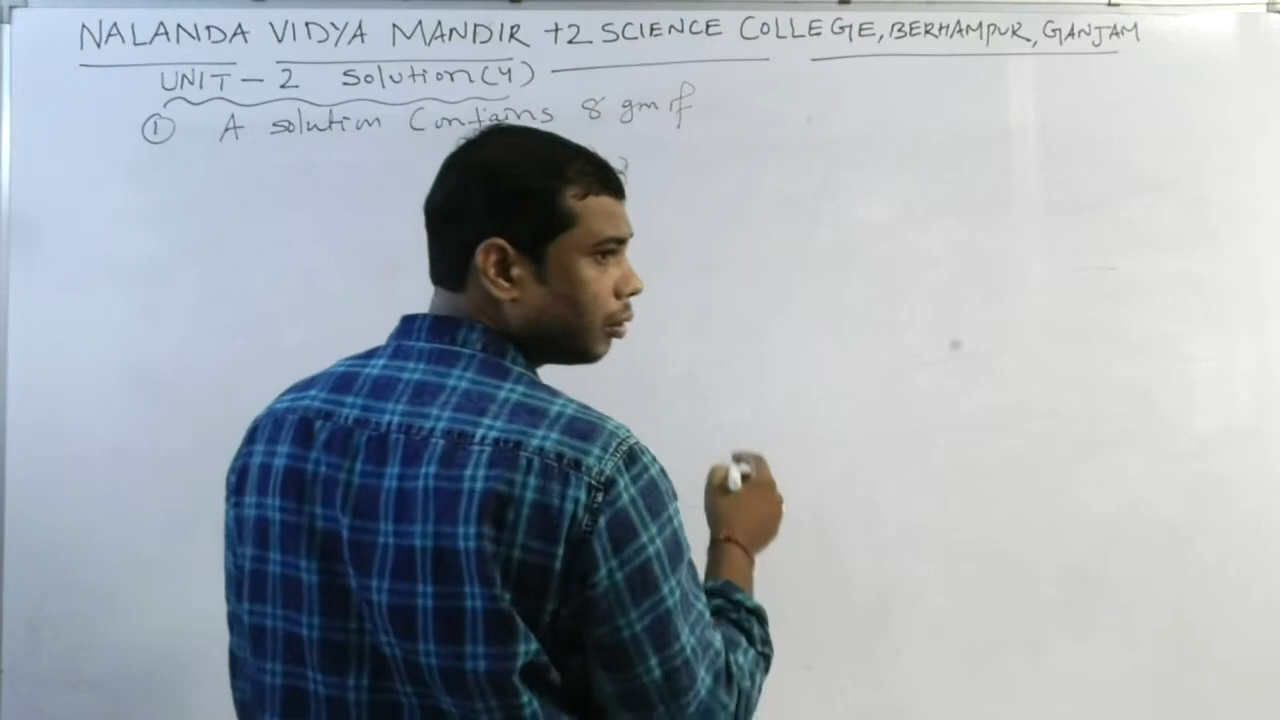 NALANDA VIDYA MANDIR +2 SCIENCE COLLEGE, BERHAMPUR, GANJAM
UNIT - 2 Solution (4)
① A solution Contains 8 gm of